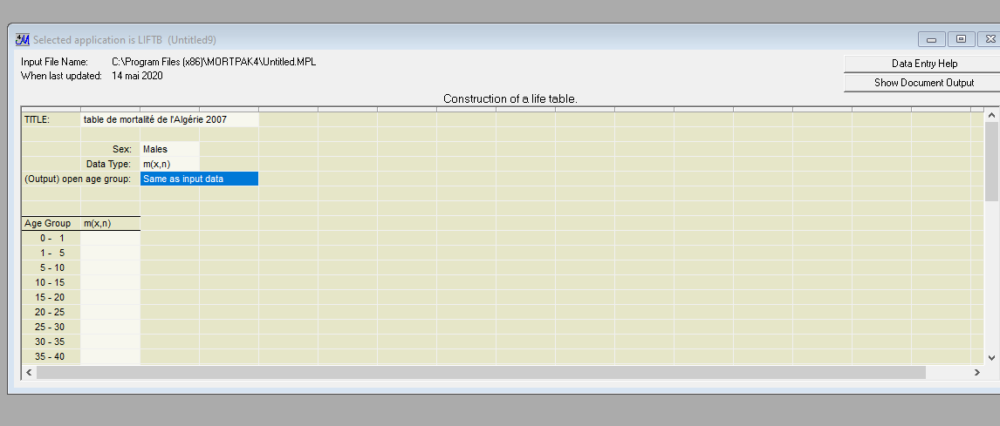 Selected application is LIFTB (Untitled9)
Input File Name: C:\Program Files (x86)\MORTPAK4\Untitled.MPL
When last updated: 14 mai 2020
Data Entry Help
Show Document Output
Construction of a life table.
TITLE: table de mortalité de l'Algérie 2007
Sex: Males
Data Type: m(x,n)
(Output) open age group: Same as input data
Age Group m(x,n)
0 - 1
1 - 5
5 - 10
10 - 15
15 - 20
20 - 25
25 - 30
30 - 35
35 - 40